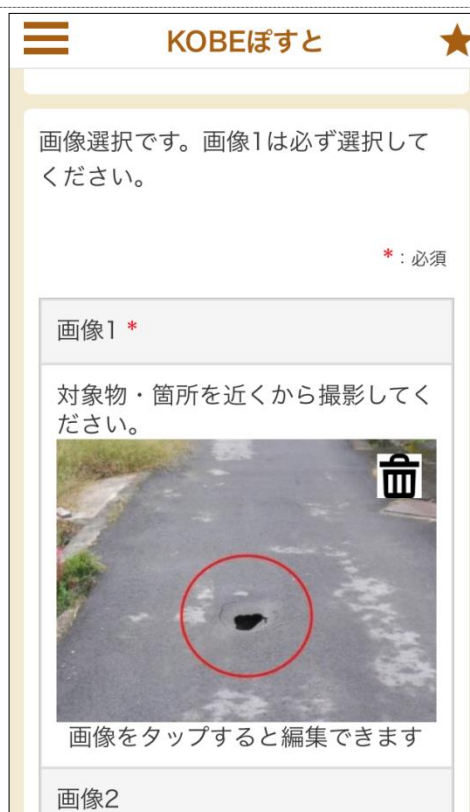 KOBEぽすと
画像選択です。画像1は必ず選択して
ください。
*：必須
画像1 *
対象物・箇所を近くから撮影してく
ださい。
画像をタップすると編集できます
画像2